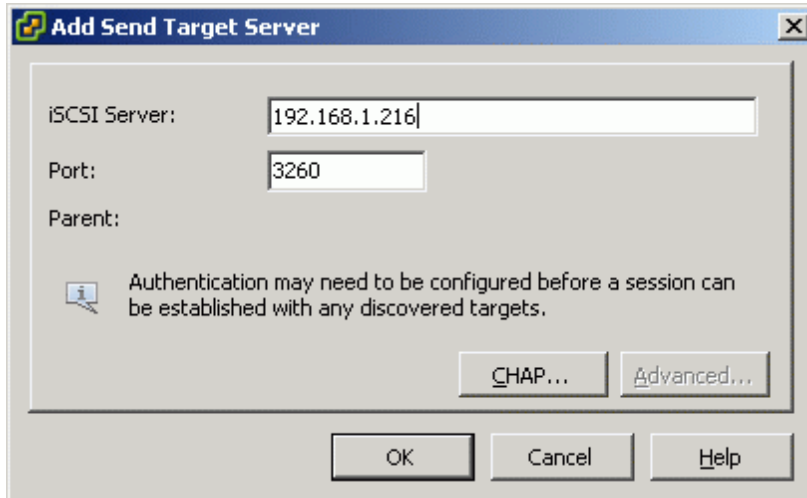 Add Send Target Server
iSCSI Server:
192.168.1.216
Port:
3260
Parent:
Authentication may need to be configured before a session can
be established with any discovered targets.
CHAP...
Advanced...
OK
Cancel
Help